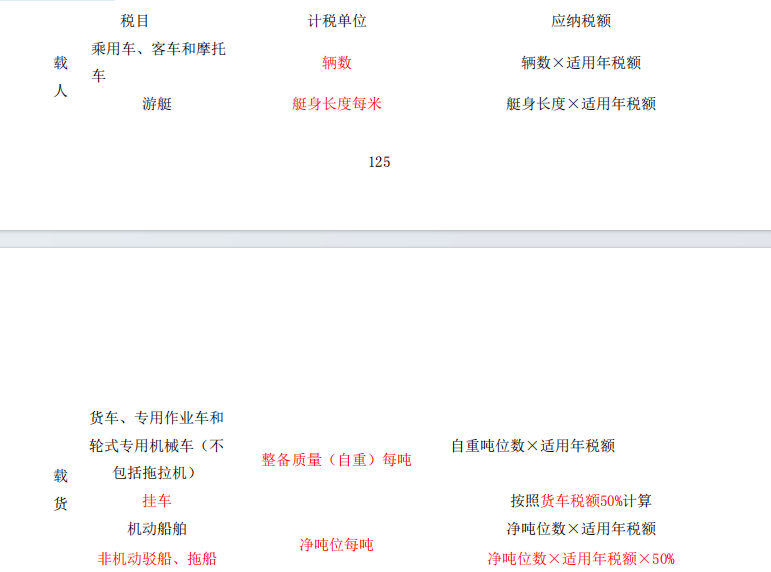 税目 计税单位 应纳税额
乘用车、客车和摩托
载 辆数 辆数×适用年税额
车
人
游艇 艇身长度每米 艇身长度×适用年税额
125
货车、专用作业车和
轮式专用机械车（不 自重吨位数×适用年税额
整备质量（自重）每吨
包括拖拉机）
载
挂车 按照货车税额50%计算
货
机动船舶 净吨位数×适用年税额
净吨位每吨
非机动驳船、拖船 净吨位数×适用年税额×50%